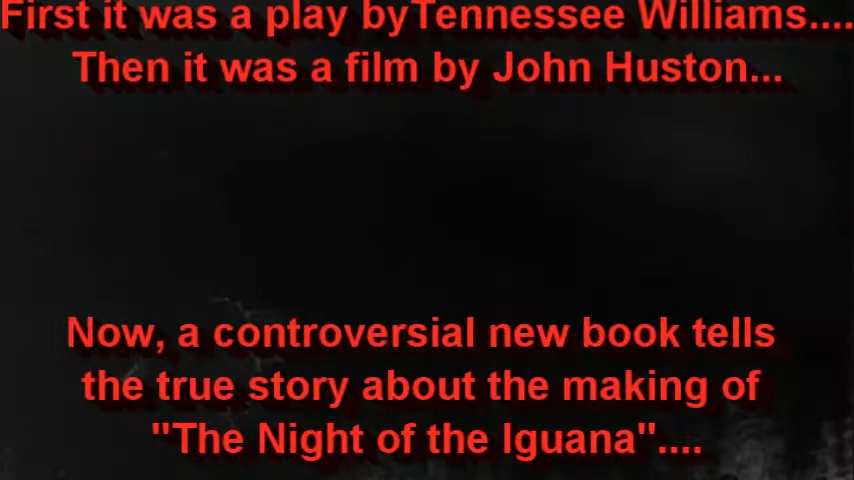 First it was a play byTennessee Williams....
Then it was a film by John Huston...
Now, a controversial new book tells
the true story about the making of
"The Night of the Iguana"....